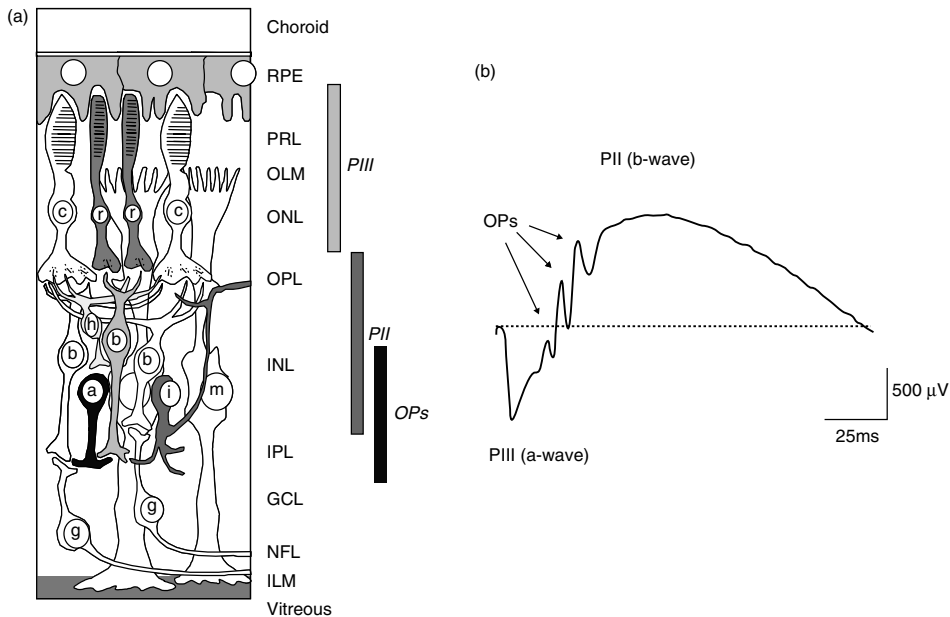 (a)
Choroid
RPE
PRL
OLM
ONL
OPL
INL
IPL
GCL
NFL
ILM
Vitreous
c
r
r
c
h
b
b
b
a
i
m
g
g
PIII
PII
OPs
(b)
PII (b-wave)
OPs
500 μV
25ms
PIII (a-wave)